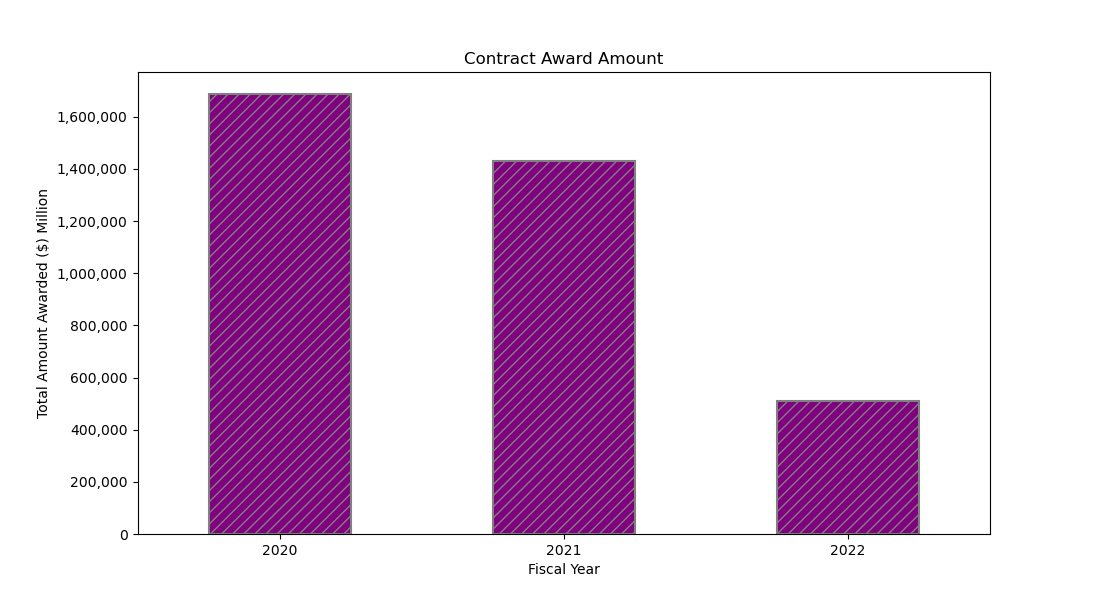 Contract Award Amount
Total Amount Awarded ($) Million
1,600,000
1,400,000
1,200,000
1,000,000
800,000
600,000
400,000
200,000
0
2020 2021 2022
Fiscal Year